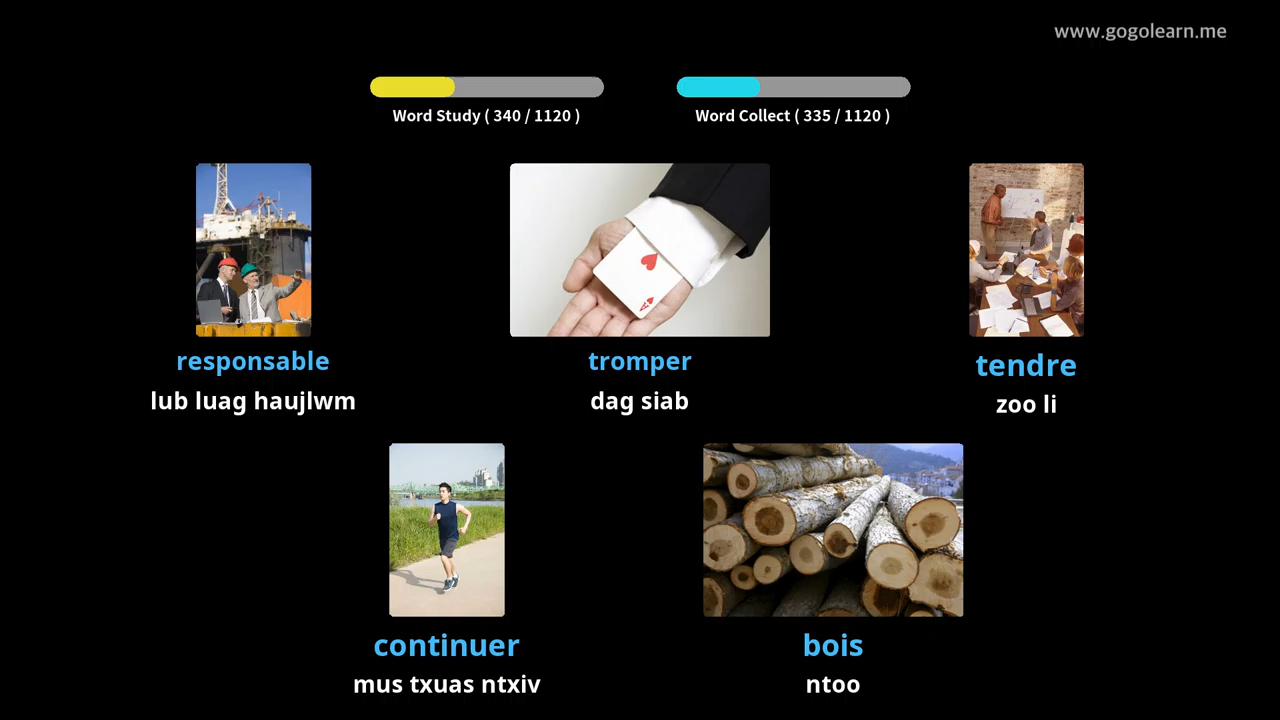 www.gogolearn.me
Word Study ( 340 / 1120 )
Word Collect ( 335 / 1120 )
responsable
lub luag haujlwm
tromper
dag siab
tendre
zoo li
continuer
mus txuas ntxiv
bois
ntoo